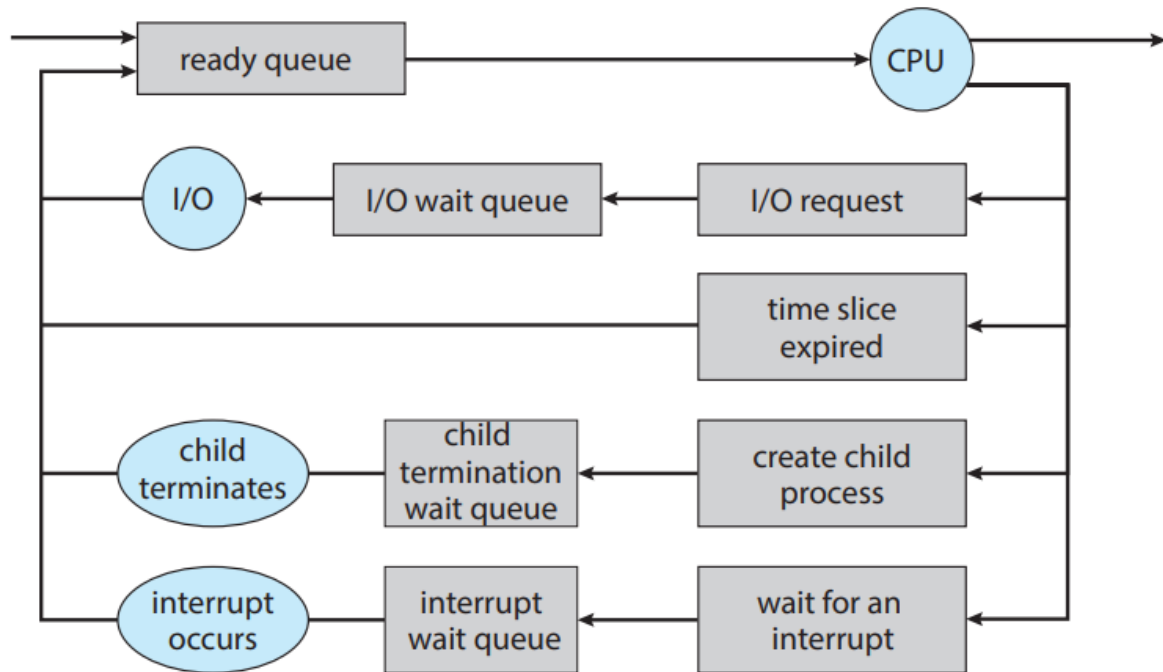 ready queue
CPU
I/O
I/O wait queue
I/O request
time slice
expired
child
terminates
child
termination
wait queue
create child
process
interrupt
occurs
interrupt
wait queue
wait for an
interrupt